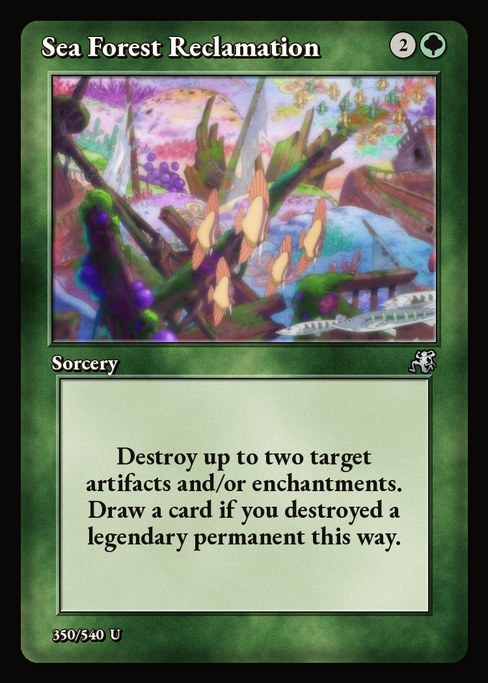 Sea Forest Reclamation 2
Sorcery
Destroy up to two target
artifacts and/or enchantments.
Draw a card if you destroyed a
legendary permanent this way.
350/540 U